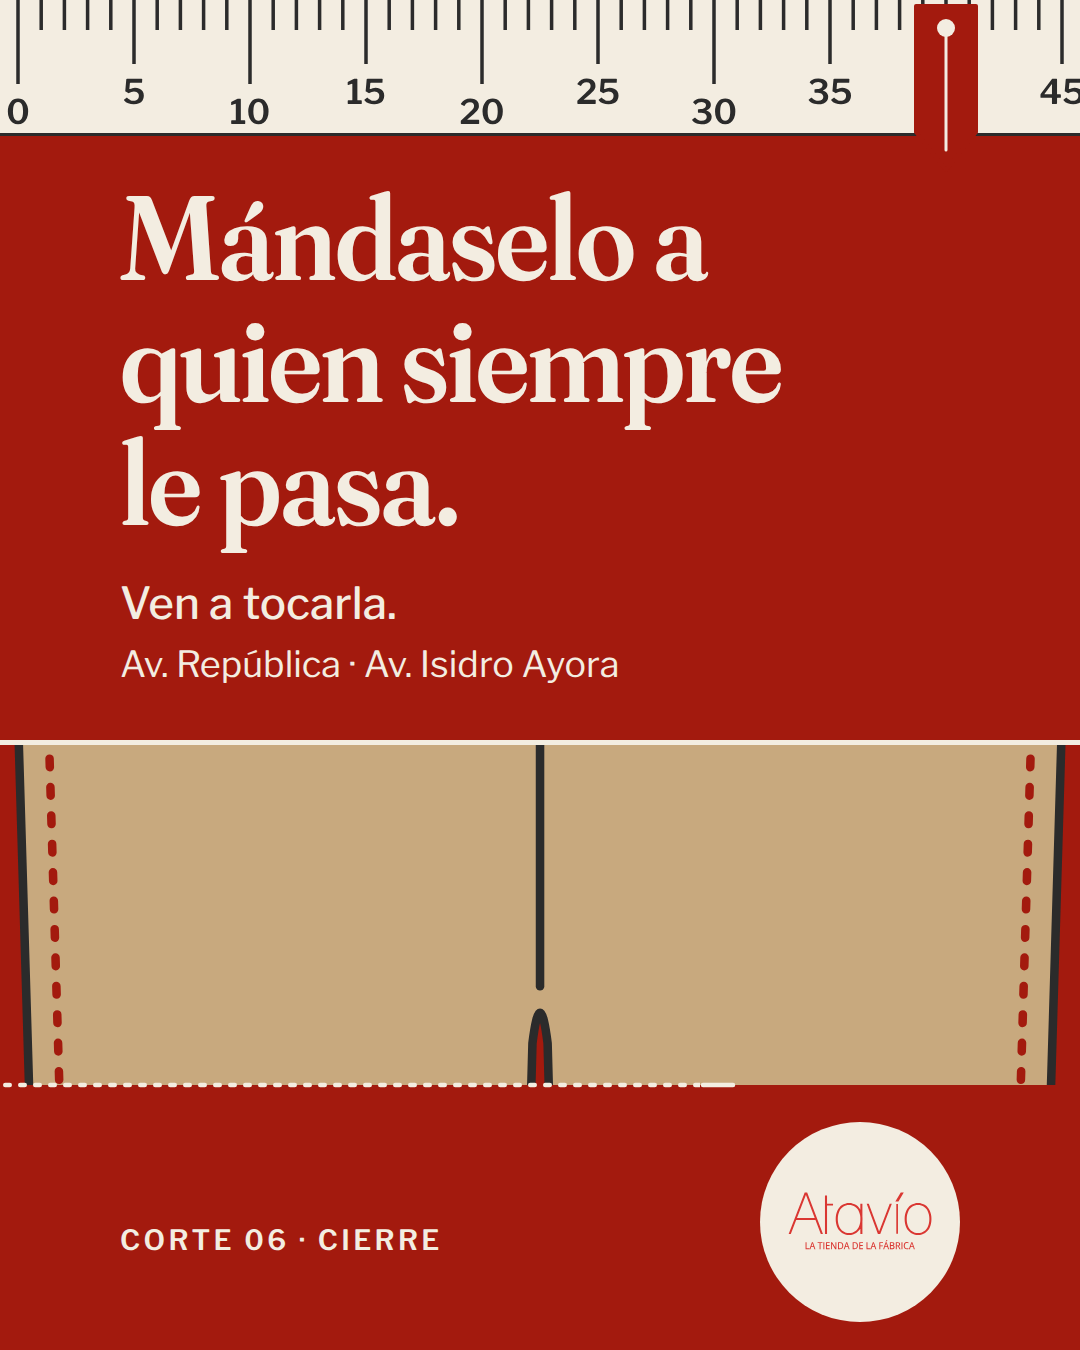 0 5 10 15 20 25 30 35 45
Mándaselo a
quien siempre
le pasa.
Ven a tocarla.
Av. República · Av. Isidro Ayora
CORTE 06 · CIERRE
Atavío
LA TIENDA DE LA FÁBRICA